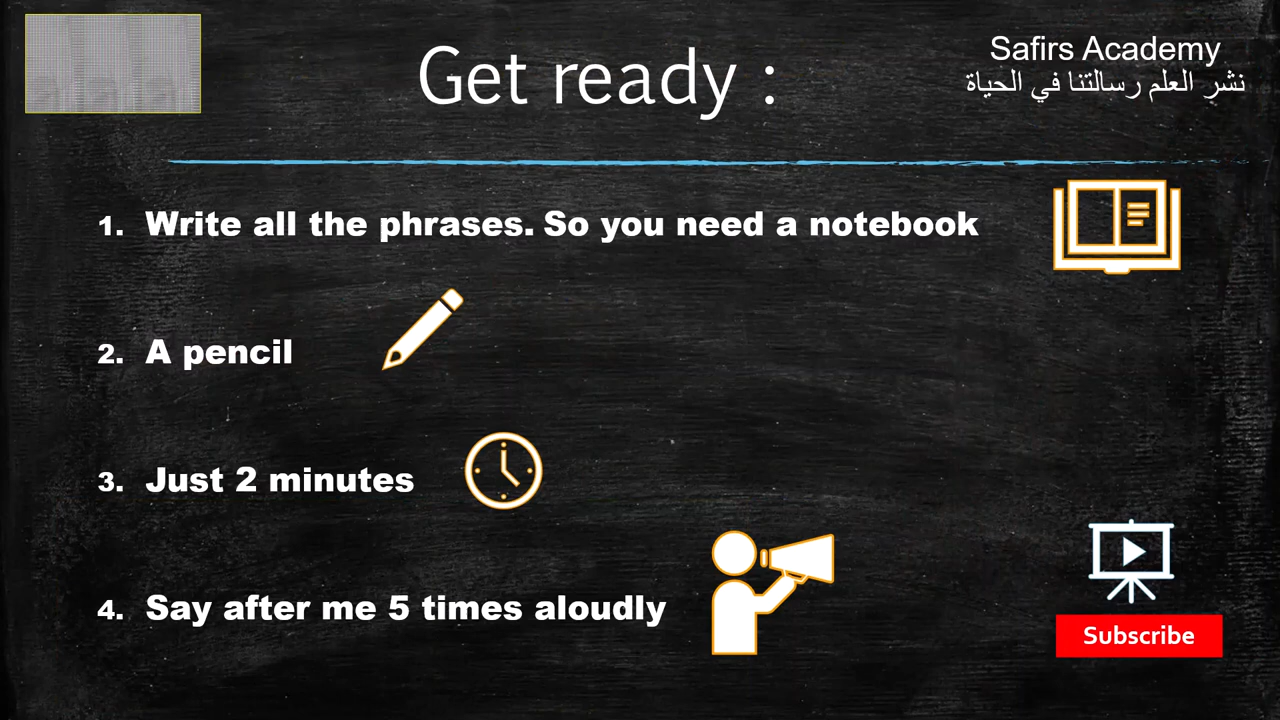 Get ready :
Safirs Academy
نشر العلم رسالتنا في الحياة
1. Write all the phrases. So you need a notebook
2. A pencil
3. Just 2 minutes
4. Say after me 5 times aloudly
Subscribe